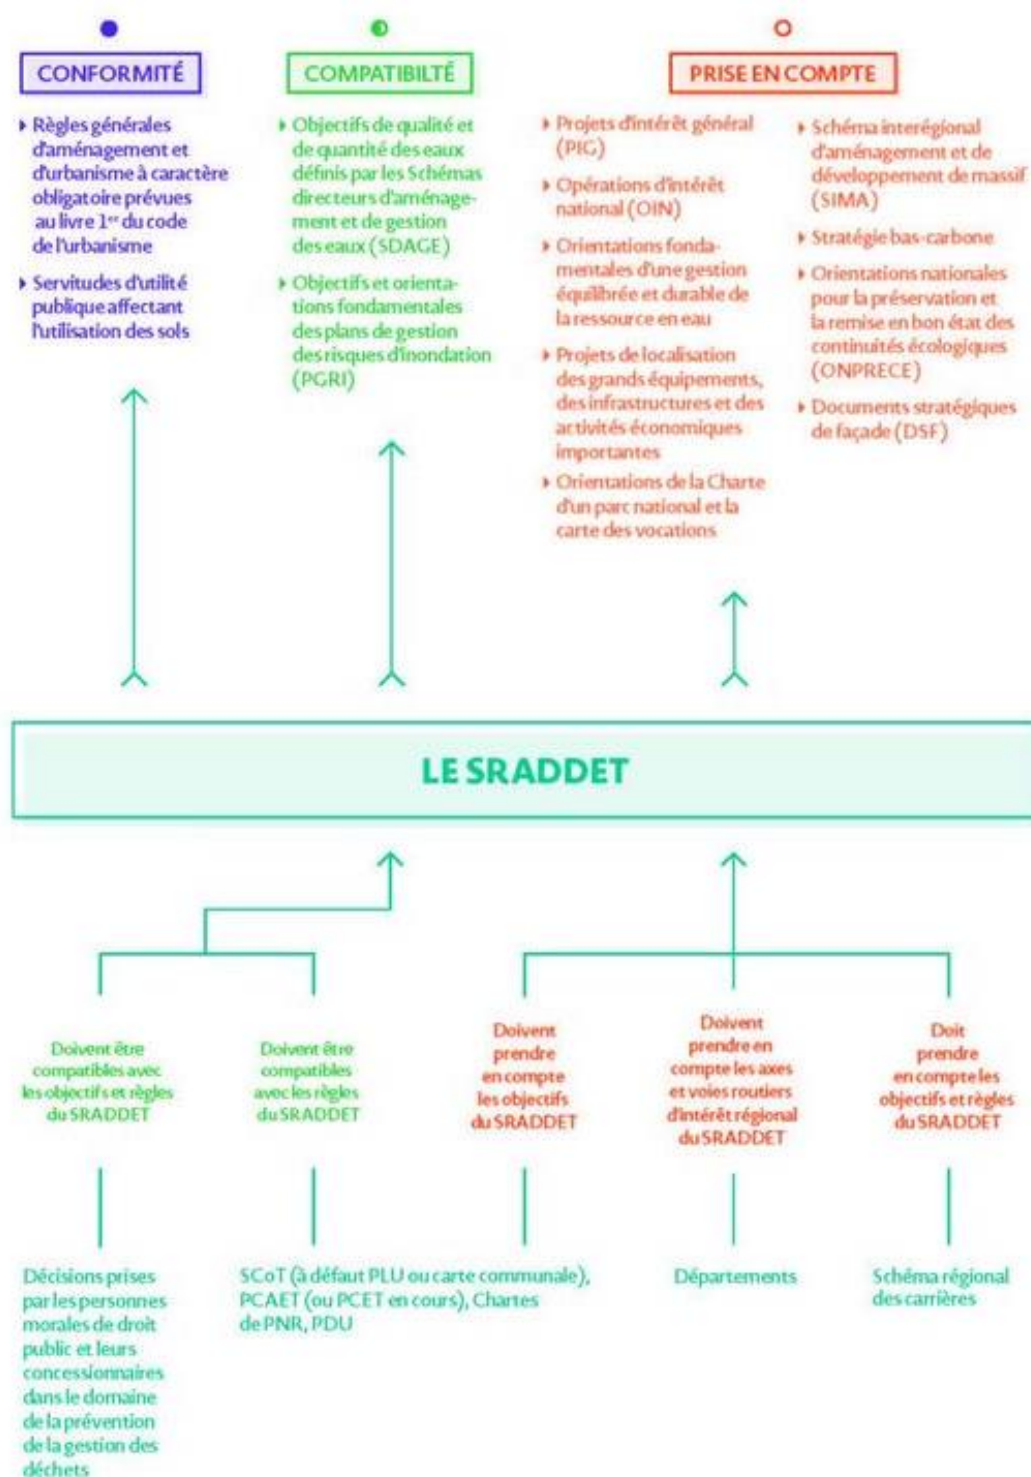 CONFORMITÉ
Règles générales
d'aménagement et
d'urbanisme à caractère
obligatoire prévues
au livre 1er du code
de l'urbanisme
Servitudes d'utilité
publique affectant
l'utilisation des sols
COMPATIBILTÉ
Objectifs de qualité et
de quantité des eaux
définis par les Schémas
directeurs d'aménage-
ment et de gestion
des eaux (SDAGE)
Objectifs et orienta-
tions fondamentales
des plans de gestion
des risques d'inondation
(PGRI)
PRISE EN COMPTE
Projets d'intérêt général
(PIG)
Opérations d'intérêt
national (OIN)
Orientations fonda-
mentales d'une gestion
équilibrée et durable de
la ressource en eau
Projets de localisation
des grands équipements,
des infrastructures et des
activités économiques
importantes
Orientations de la Charte
d'un parc national et la
carte des vocations
Schéma interégional
d'aménagement et de
développement de massif
(SIMA)
Stratégie bas-carbone
Orientations nationales
pour la préservation et
la remise en bon état des
continuités écologiques
(ONPRECE)
Documents stratégiques
de façade (DSF)
LE SRADDET
Doivent être
compatibles avec
les objectifs et règles
du SRADDET
Doivent être
compatibles
avec les règles
du SRADDET
Doivent
prendre
en compte
les objectifs
du SRADDET
Doivent
prendre en
compte les axes
et voies routiers
d'intérêt régional
du SRADDET
Doit
prendre
en compte les
objectifs et règles
du SRADDET
Décisions prises
par les personnes
morales de droit
public et leurs
concessionnaires
dans le domaine
de la prévention
de la gestion des
déchets
SCoT (à défaut PLU ou carte communale),
PCAET (ou PCET en cours), Chartes
de PNR, PDU
Départements
Schéma régional
des carrières